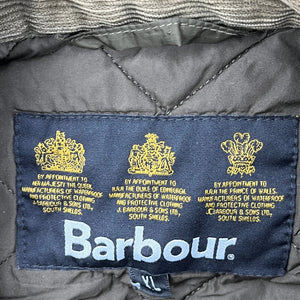 BY APPOINTMENT TO
HER MAJESTY THE QUEEN,
MANUFACTURERS OF WATERPROOF
AND PROTECTIVE CLOTHING
J.BARBOUR & SONS LTD.,
SOUTH SHIELDS.
BY APPOINTMENT TO
H.R.H. THE DUKE OF EDINBURGH,
MANUFACTURERS OF WATERPROOF
AND PROTECTIVE CLOTHING
J.BARBOUR & SONS LTD.,
SOUTH SHIELDS.
BY APPOINTMENT TO
H.R.H. THE PRINCE OF WALES,
MANUFACTURERS OF WATERPROOF
AND PROTECTIVE CLOTHING
J.BARBOUR & SONS LTD.,
SOUTH SHIELDS.
Barbour®
XL